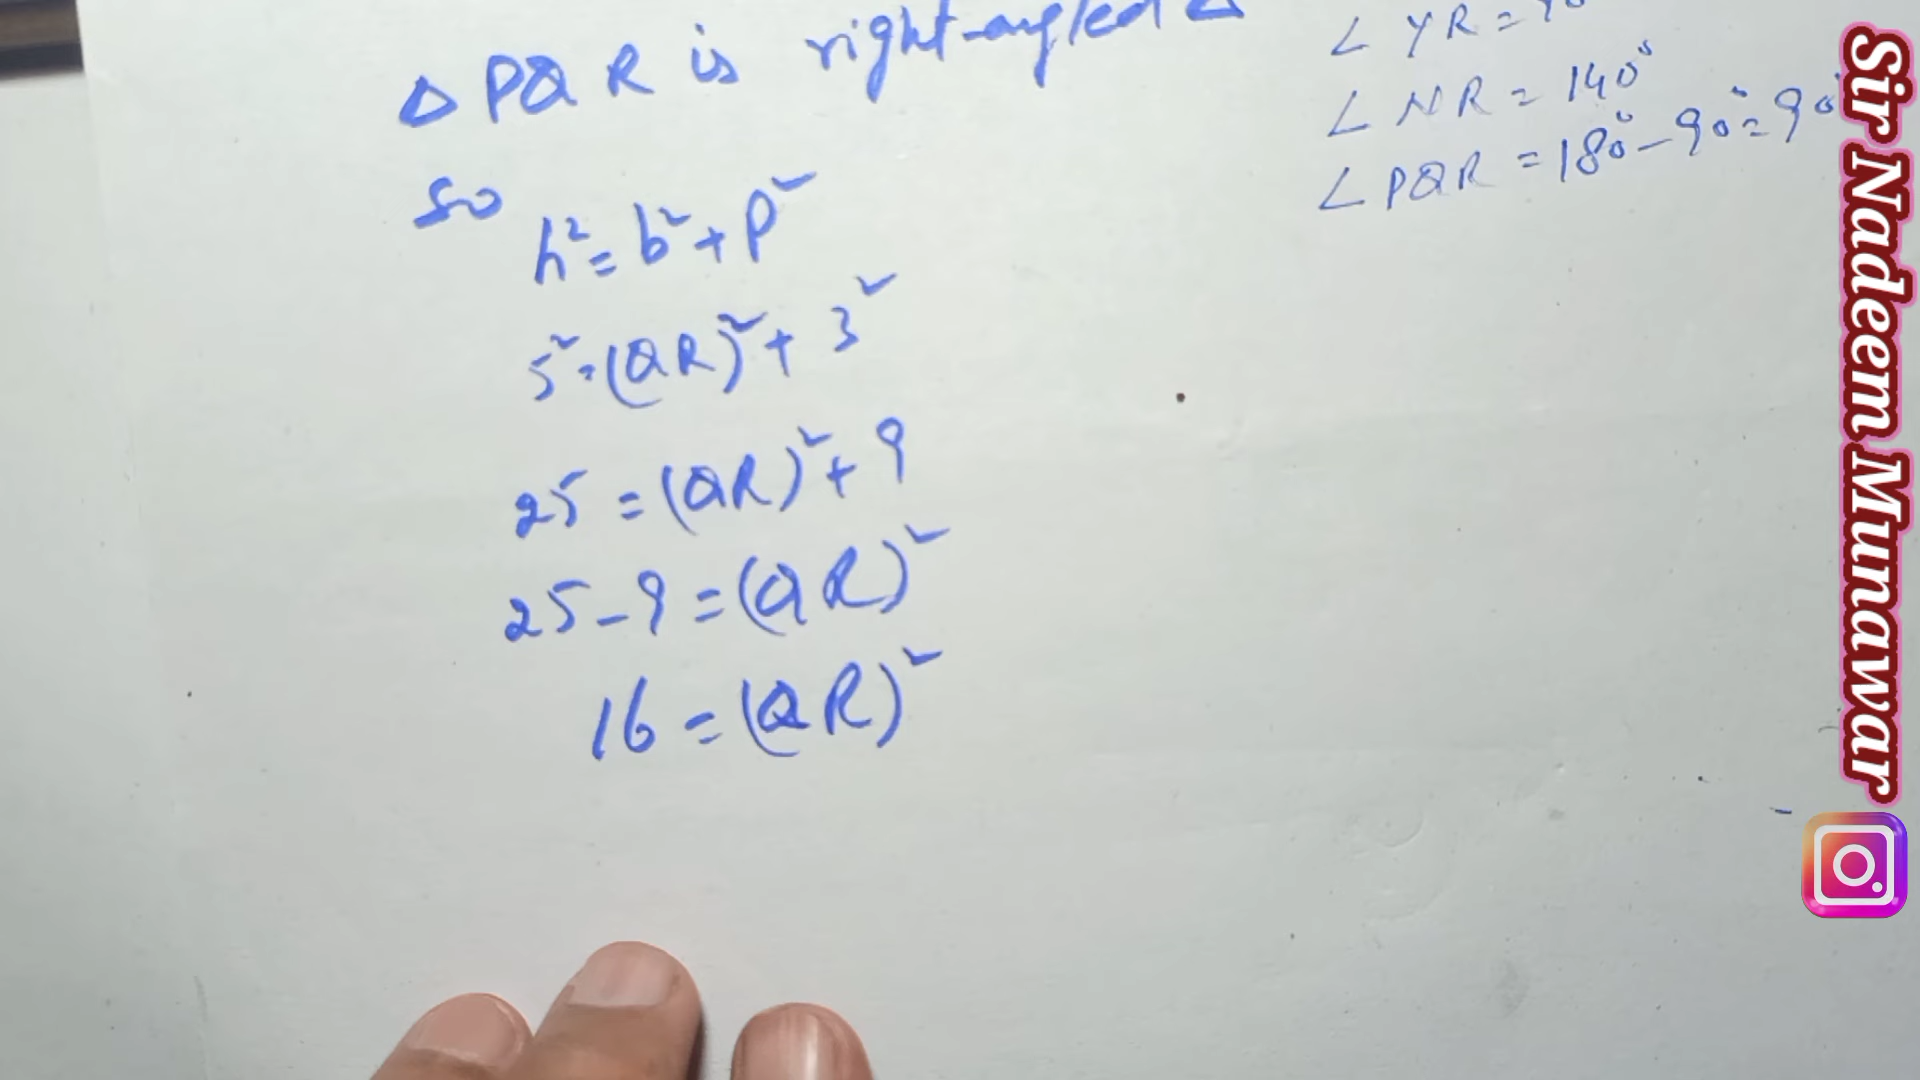 Δ PQR is right-angled Δ
So
h² = b² + p²
5² = (QR)² + 3²
25 = (QR)² + 9
25 - 9 = (QR)²
16 = (QR)²
∠ YR =
∠ NR = 140°
∠ PQR = 180° - 90° = 90°
Sir Nadeem Munawar